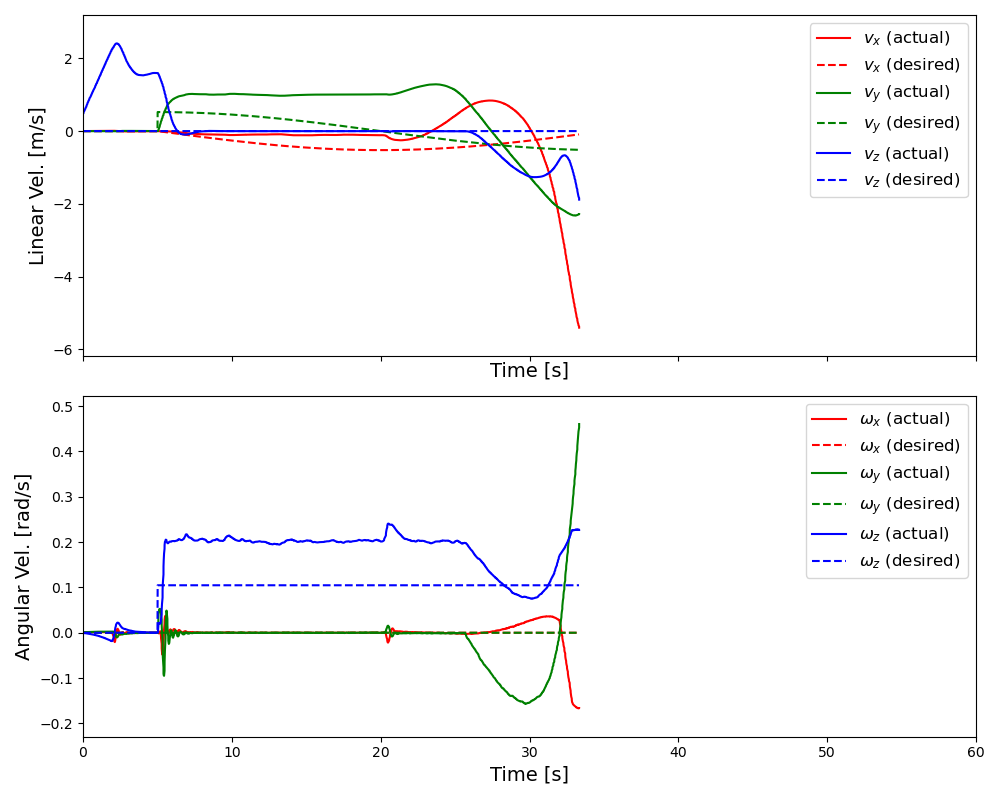 2
0
−2
−4
−6
Linear Vel. [m/s]
v_x (actual)
v_x (desired)
v_y (actual)
v_y (desired)
v_z (actual)
v_z (desired)
Time [s]
0.5
0.4
0.3
0.2
0.1
0.0
−0.1
−0.2
Angular Vel. [rad/s]
ω_x (actual)
ω_x (desired)
ω_y (actual)
ω_y (desired)
ω_z (actual)
ω_z (desired)
0 10 20 30 40 50 60
Time [s]